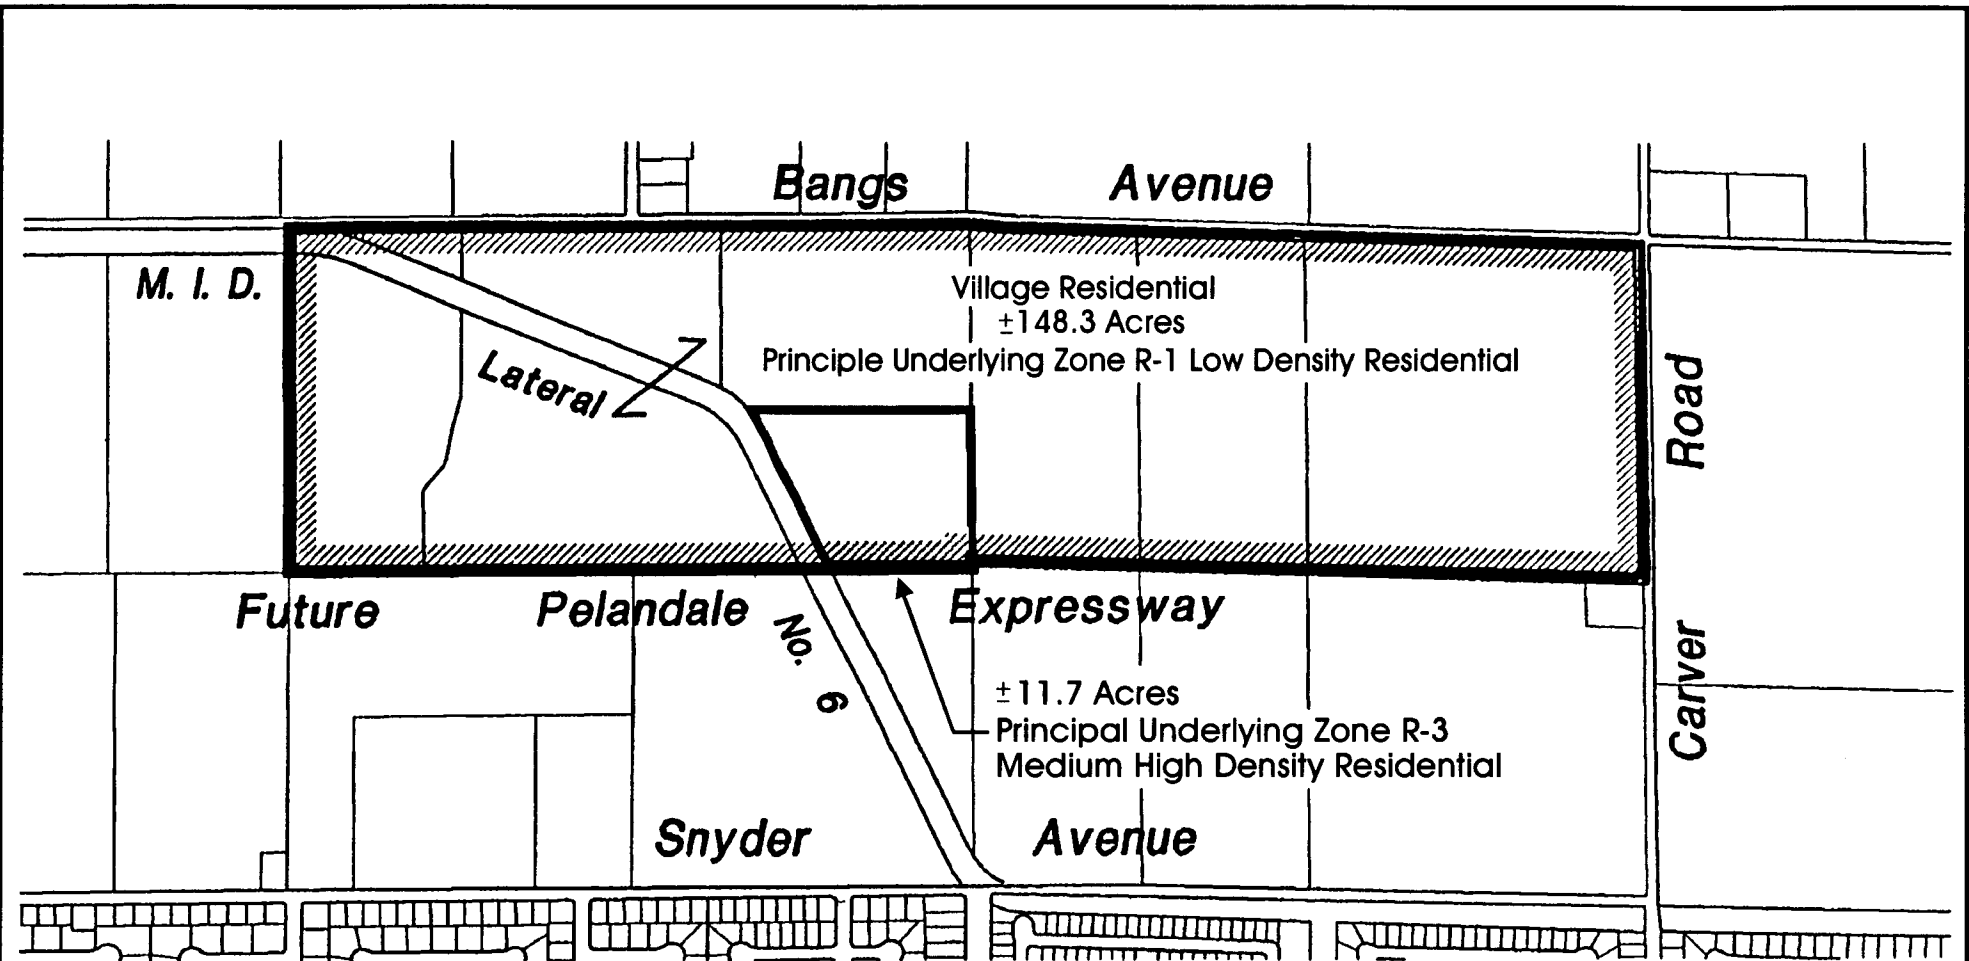 Bangs Avenue
M. I. D.
Village Residential
±148.3 Acres
Principle Underlying Zone R-1 Low Density Residential
Lateral
Road
Future Pelandale Expressway
No. 6
Carver
±11.7 Acres
Principal Underlying Zone R-3
Medium High Density Residential
Snyder Avenue